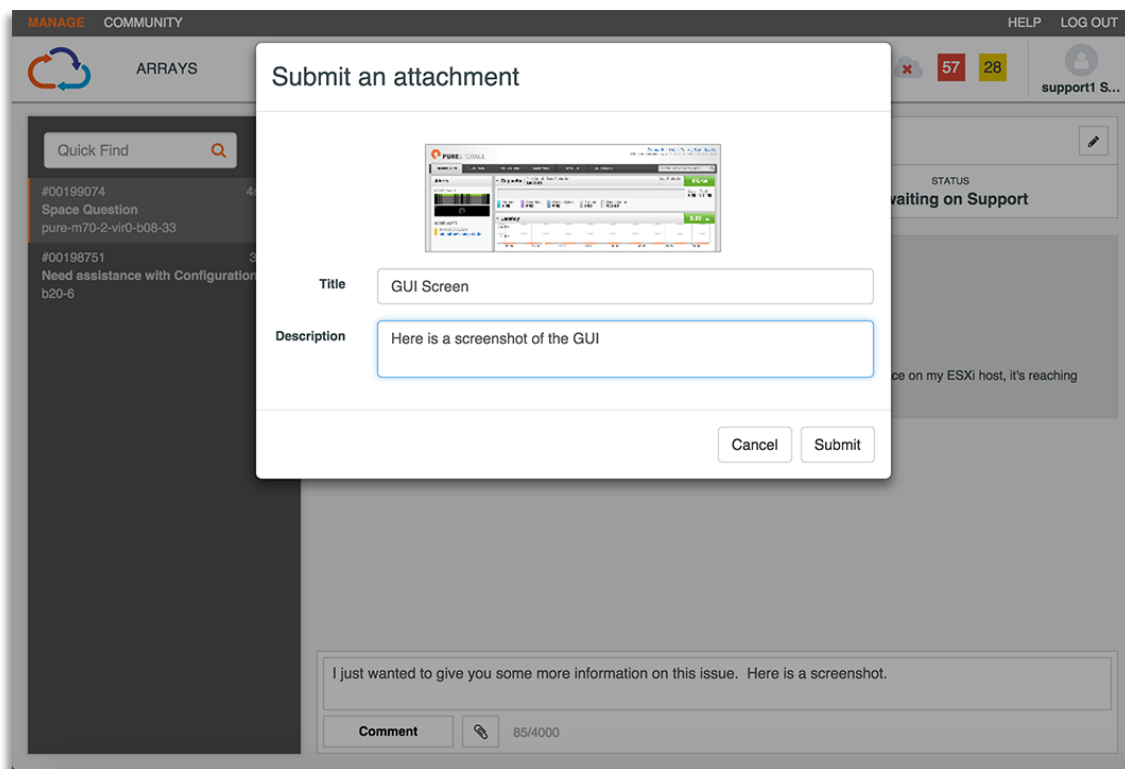 MANAGE COMMUNITY HELP LOG OUT
ARRAYS 57 28
support1 S...
Submit an attachment
Quick Find
#00199074
Space Question
pure-m70-2-vir0-b08-33
#00198751
Need assistance with Configuration
b20-6
STATUS
waiting on Support
PURE STORAGE
Title GUI Screen
Description Here is a screenshot of the GUI
ce on my ESXi host, it's reaching
Cancel Submit
I just wanted to give you some more information on this issue. Here is a screenshot.
Comment 85/4000